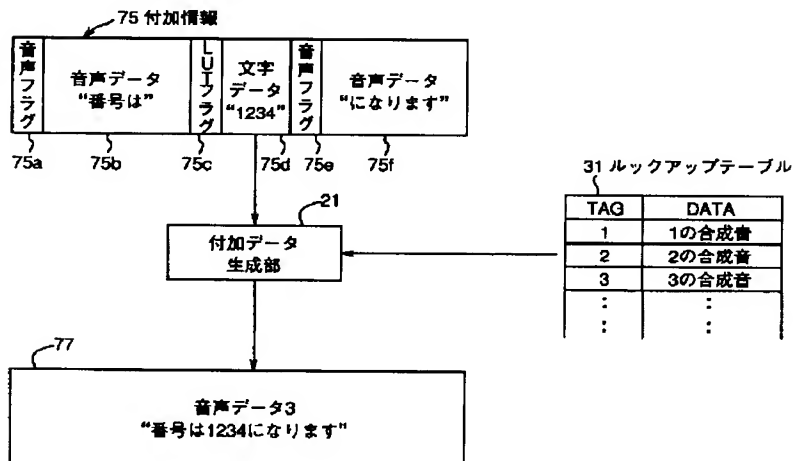 75 付加情報
音声フラグ
音声データ
“番号は”
LUTフラグ
文字
データ
“1234”
音声フラグ
音声データ
“になります”
75a
75b
75c
75d
75e
75f
31 ルックアップテーブル
TAG DATA
1 1の合成音
2 2の合成音
3 3の合成音
: :
: :
21
付加データ
生成部
77
音声データ3
“番号は1234になります”